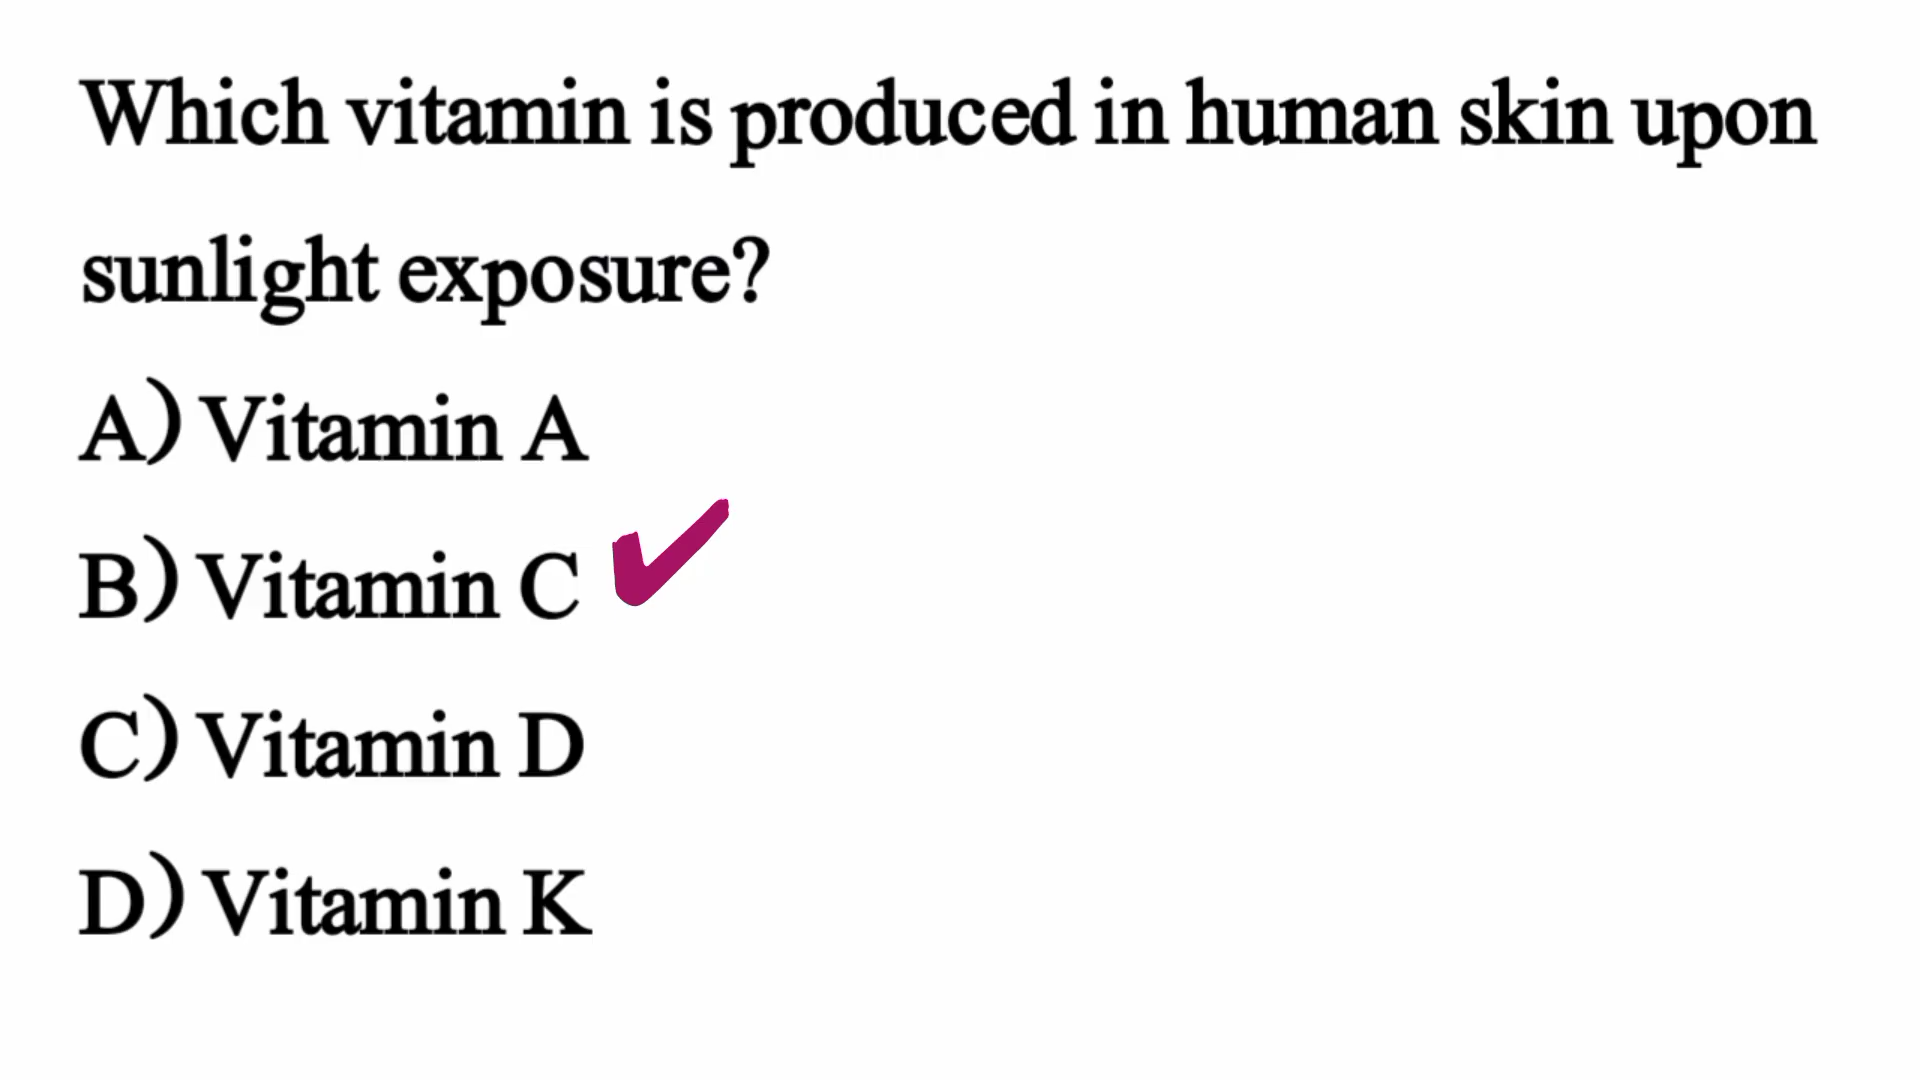 Which vitamin is produced in human skin upon
sunlight exposure?
A) Vitamin A
B) Vitamin C
C) Vitamin D
D) Vitamin K